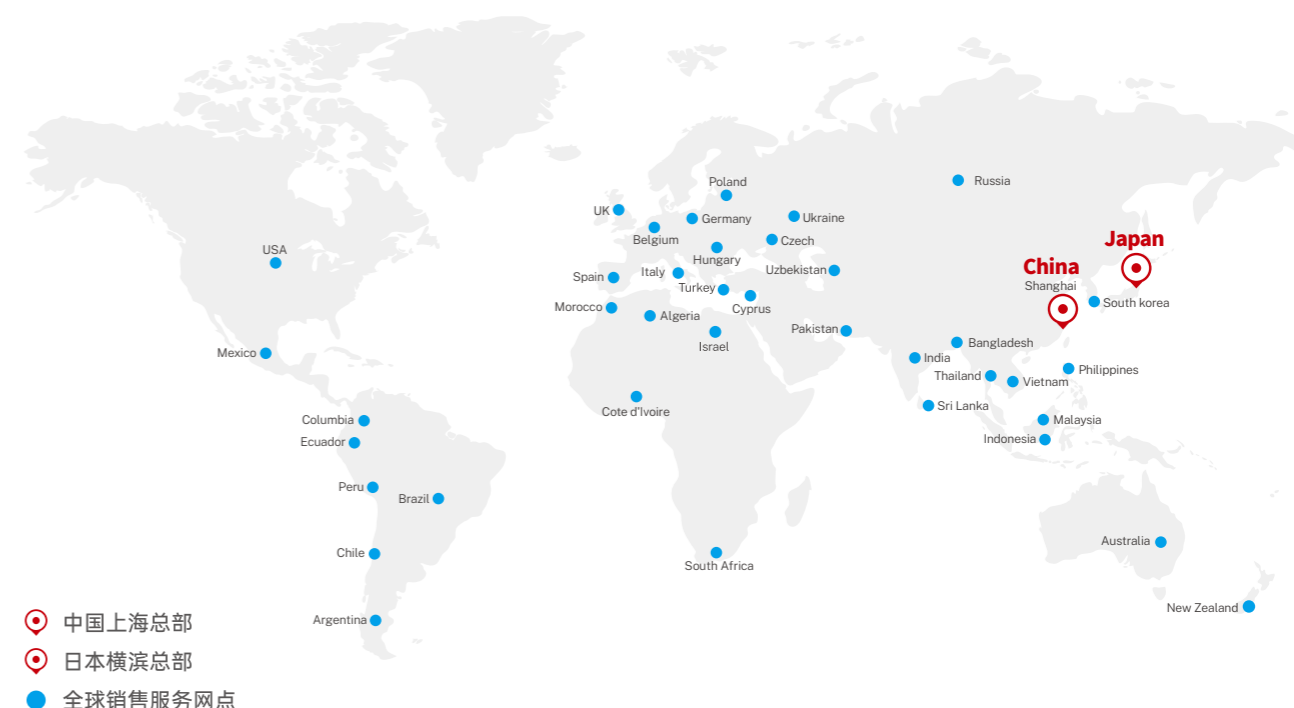 Poland
Russia
UK
Germany
Ukraine
Belgium
Czech
Japan
USA
Hungary
China
Spain
Italy
Uzbekistan
Shanghai
Turkey
South korea
Morocco
Algeria
Cyprus
Pakistan
Israel
Bangladesh
Mexico
India
Philippines
Thailand
Vietnam
Sri Lanka
Cote d'Ivoire
Columbia
Malaysia
Ecuador
Indonesia
Peru
Brazil
Australia
Chile
South Africa
New Zealand
Argentina
中国上海总部
日本横滨总部
全球销售服务网点